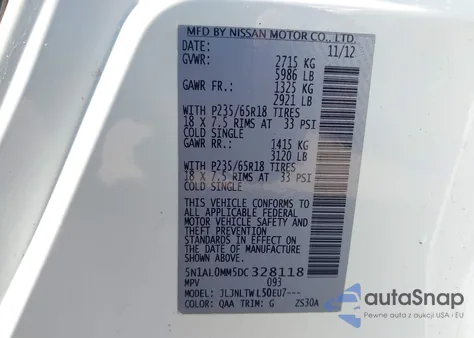 MFD BY NISSAN MOTOR CO., LTD.
DATE: 11/12
GVWR: 2715 KG
5986 LB
GAWR FR.: 1325 KG
2921 LB
WITH P235/65R18 TIRES
18 X 7.5 RIMS AT 33 PSI
COLD SINGLE
GAWR RR.: 1415 KG
3120 LB
WITH P235/65R18 TIRES
18 X 7.5 RIMS AT 33 PSI
COLD SINGLE
THIS VEHICLE CONFORMS TO
ALL APPLICABLE FEDERAL
MOTOR VEHICLE SAFETY AND
THEFT PREVENTION
STANDARDS IN EFFECT ON
THE DATE OF MANUFACTURE
SHOWN ABOVE.
5N1AL0MM5DC328118
MPV 093
MODEL: JLJNLTWL50EU7---
COLOR: QAA TRIM: G ZS30A
autoSnap
Pewne auta z USA i EU